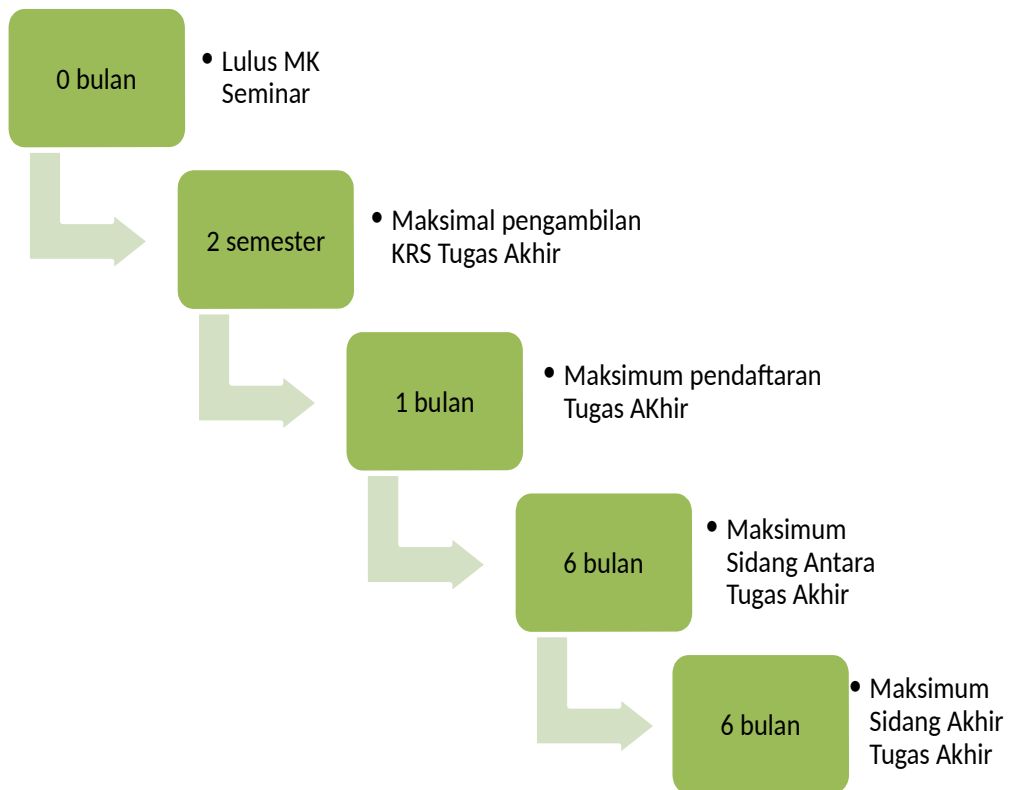 0 bulan
• Lulus MK
Seminar
2 semester
• Maksimal pengambilan
KRS Tugas Akhir
1 bulan
• Maksimum pendaftaran
Tugas AKhir
6 bulan
• Maksimum
Sidang Antara
Tugas Akhir
6 bulan
• Maksimum
Sidang Akhir
Tugas Akhir